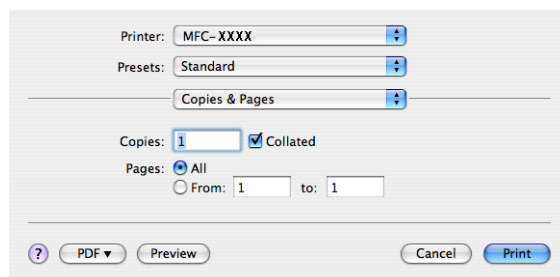 Printer: MFC-XXXX
Presets: Standard
Copies & Pages
Copies: 1 Collated
Pages: All
From: 1 to: 1
? PDF▼ Preview Cancel Print